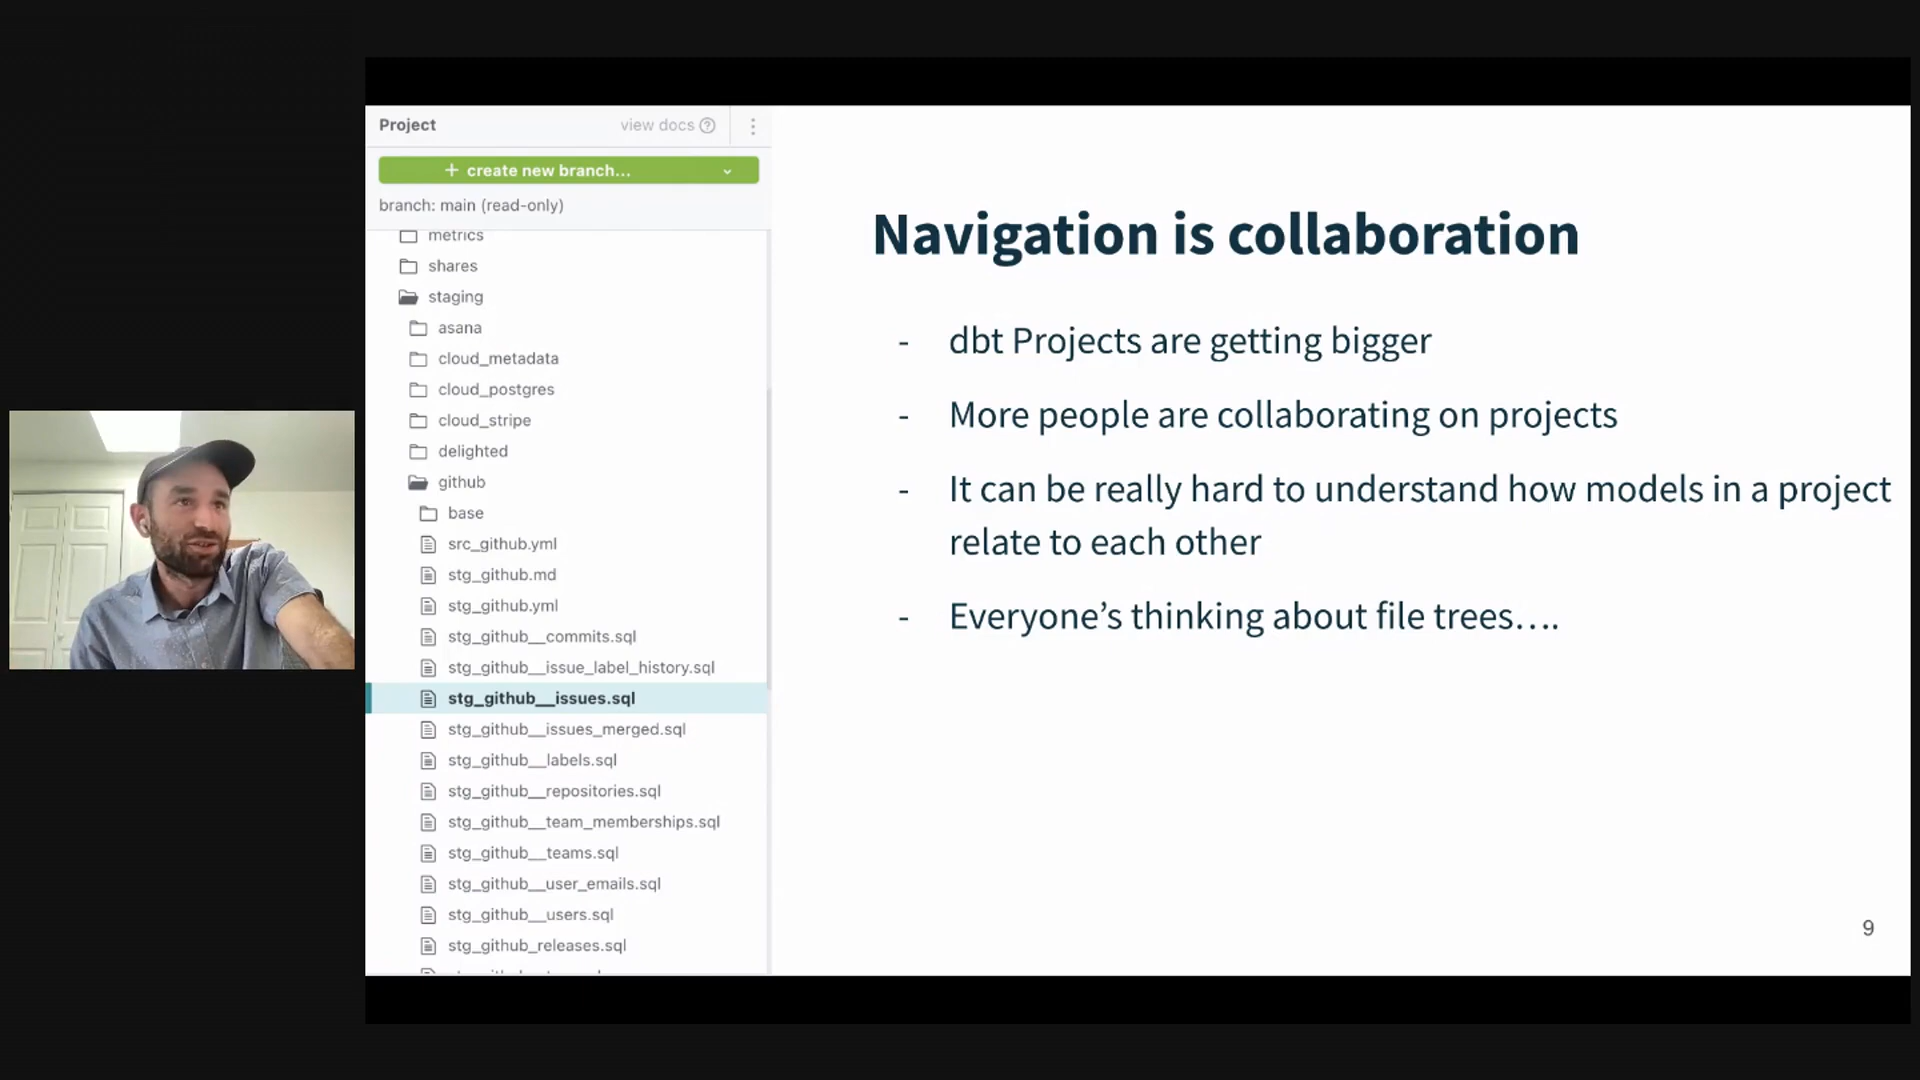 Project
view docs
+ create new branch...
branch: main (read-only)
metrics
shares
staging
asana
cloud_metadata
cloud_postgres
cloud_stripe
delighted
github
base
src_github.yml
stg_github.md
stg_github.yml
stg_github__commits.sql
stg_github__issue_label_history.sql
stg_github__issues.sql
stg_github__issues_merged.sql
stg_github__labels.sql
stg_github__repositories.sql
stg_github__team_memberships.sql
stg_github__teams.sql
stg_github__user_emails.sql
stg_github__users.sql
stg_github_releases.sql
Navigation is collaboration
- dbt Projects are getting bigger
- More people are collaborating on projects
- It can be really hard to understand how models in a project
relate to each other
- Everyone’s thinking about file trees….
9